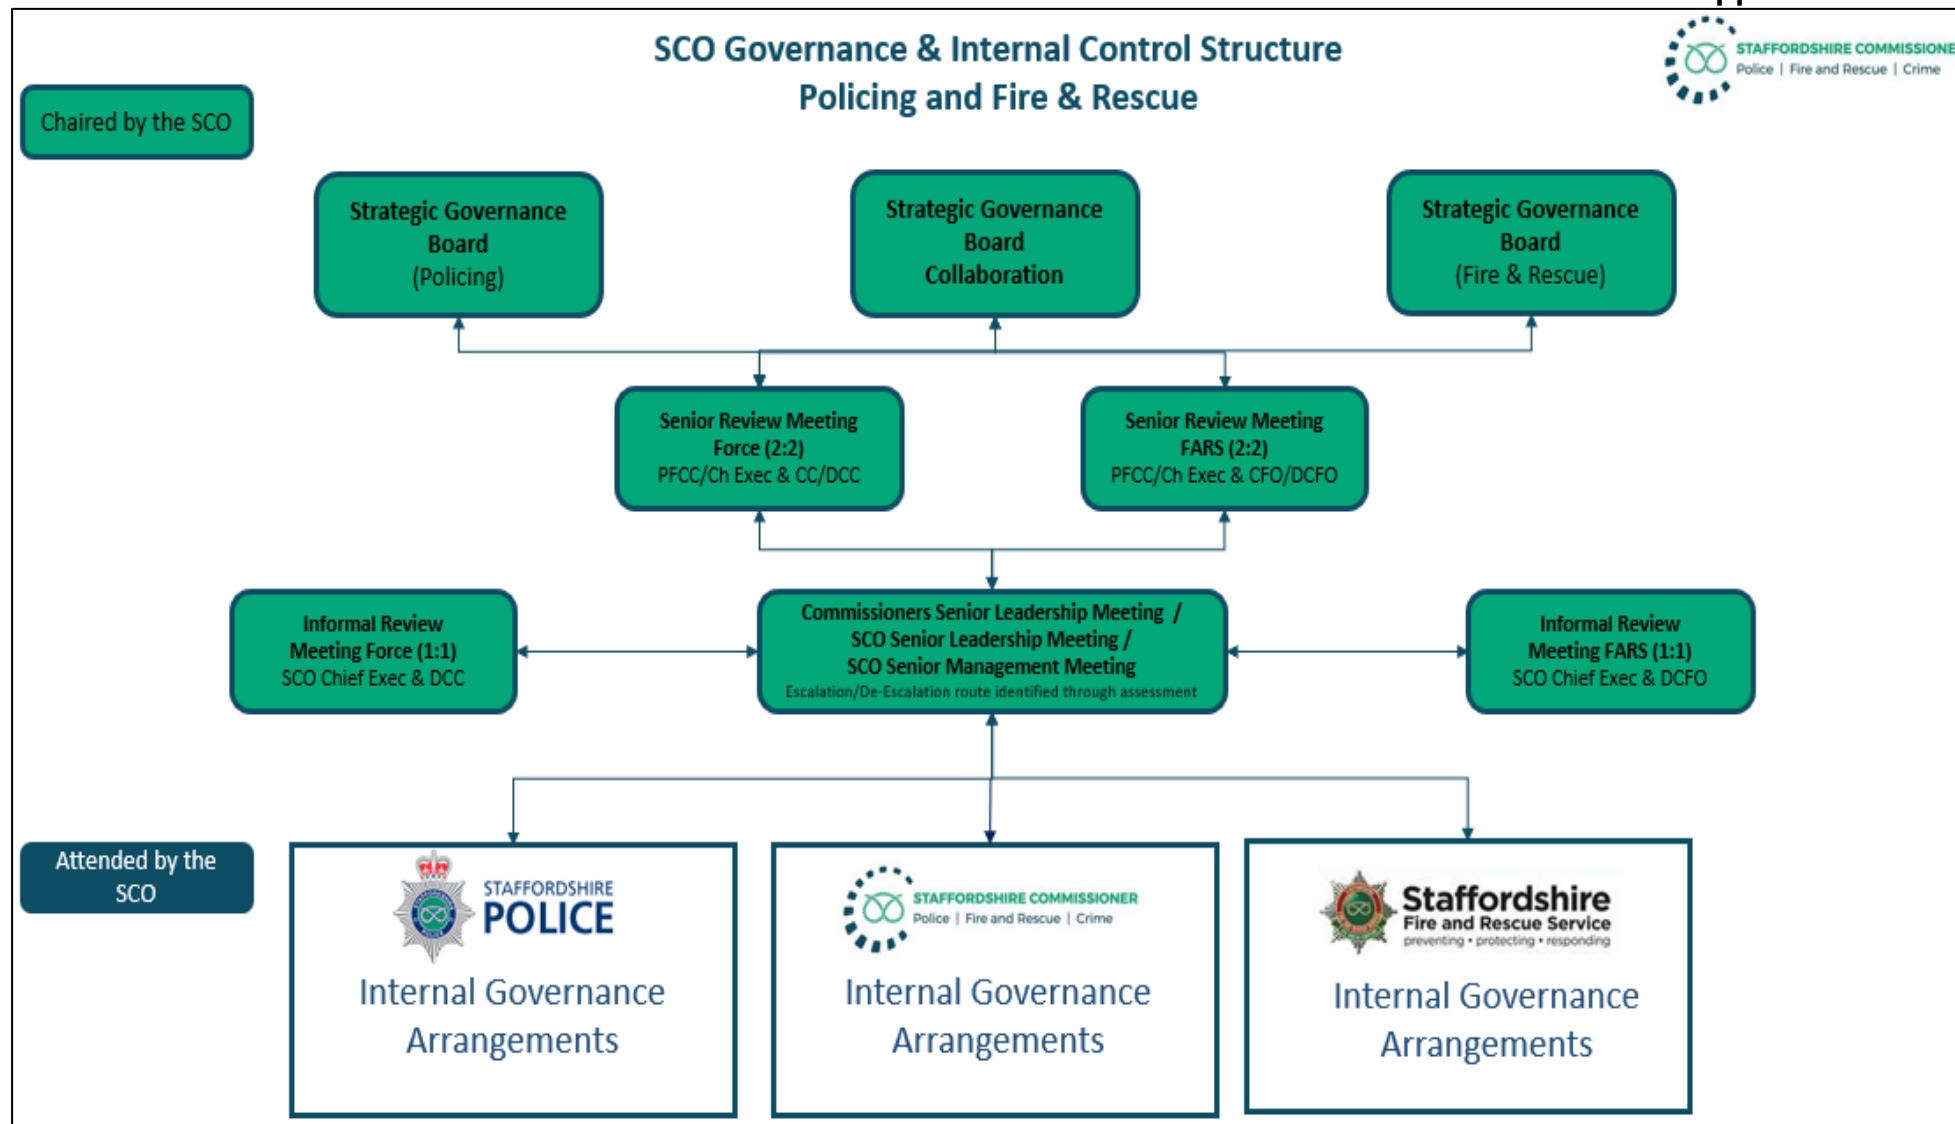 SCO Governance & Internal Control Structure
Policing and Fire & Rescue
STAFFORDSHIRE COMMISSIONE
Police | Fire and Rescue | Crime
Chaired by the SCO
Strategic Governance
Board
(Policing)
Strategic Governance
Board
Collaboration
Strategic Governance
Board
(Fire & Rescue)
Senior Review Meeting
Force (2:2)
PFCC/Ch Exec & CC/DCC
Senior Review Meeting
FARS (2:2)
PFCC/Ch Exec & CFO/DCFO
Informal Review
Meeting Force (1:1)
SCO Chief Exec & DCC
Commissioners Senior Leadership Meeting /
SCO Senior Leadership Meeting /
SCO Senior Management Meeting
Escalation/De-Escalation route identified through assessment
Informal Review
Meeting FARS (1:1)
SCO Chief Exec & DCFO
Attended by the
SCO
STAFFORDSHIRE
POLICE
Internal Governance
Arrangements
STAFFORDSHIRE COMMISSIONER
Police | Fire and Rescue | Crime
Internal Governance
Arrangements
Staffordshire
Fire and Rescue Service
preventing • protecting • responding
Internal Governance
Arrangements